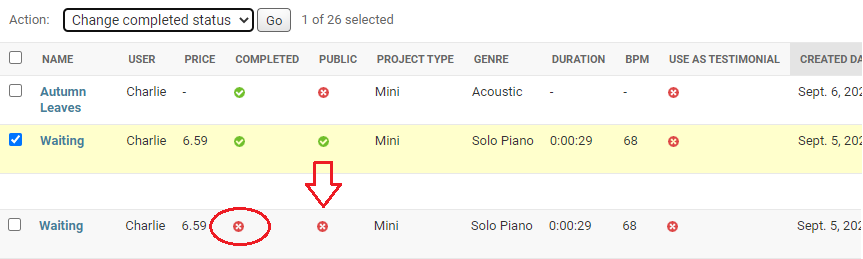 Action: Change completed status Go 1 of 26 selected
NAME USER PRICE COMPLETED PUBLIC PROJECT TYPE GENRE DURATION BPM USE AS TESTIMONIAL CREATED DA
Autumn Charlie - Mini Acoustic - - Sept. 6, 202
Leaves
Waiting Charlie 6.59 Mini Solo Piano 0:00:29 68 Sept. 5, 202
Waiting Charlie 6.59 Mini Solo Piano 0:00:29 68 Sept. 5, 202